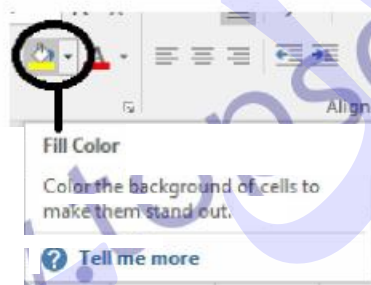 A
Align
Fill Color
Color the background of cells to
make them stand out.
Tell me more